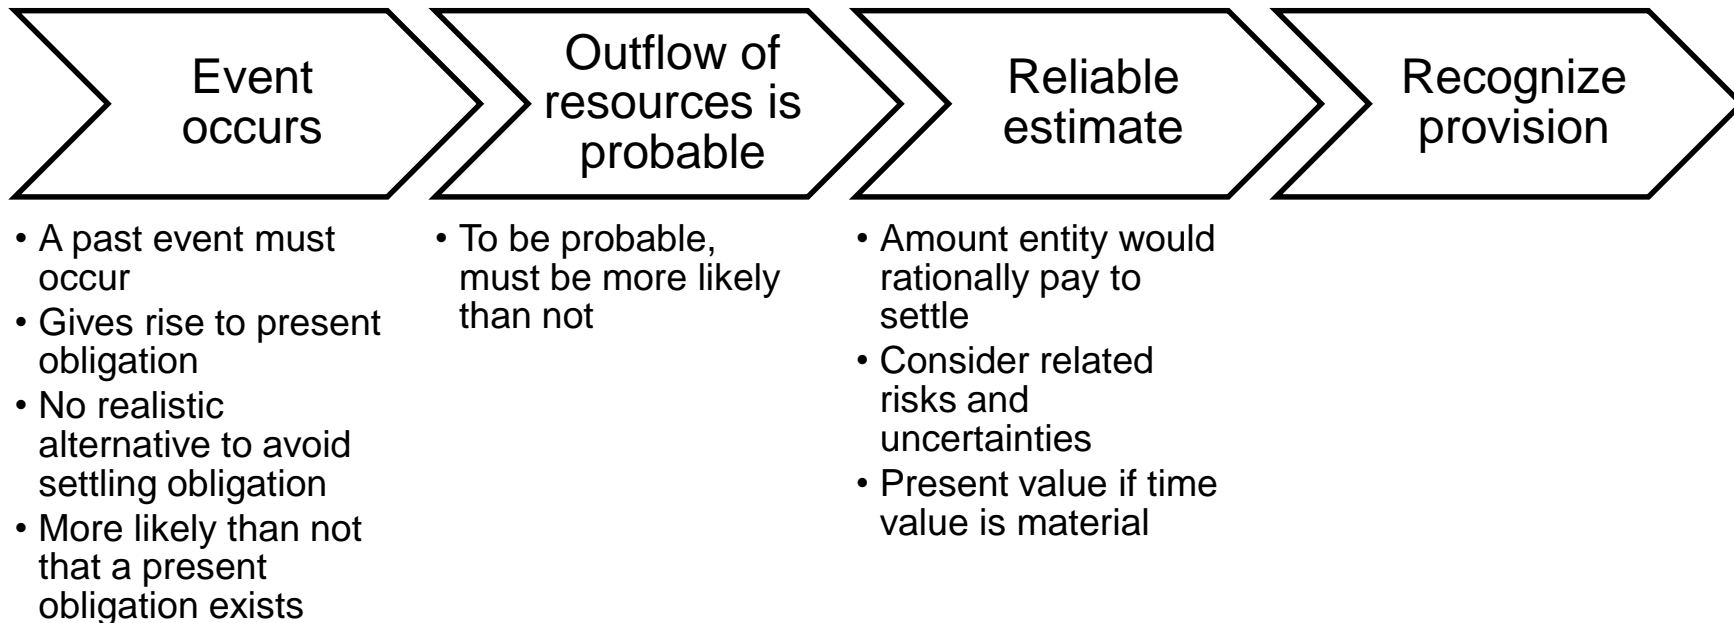 Event
occurs
Outflow of
resources is
probable
Reliable
estimate
Recognize
provision
• A past event must
occur
• Gives rise to present
obligation
• No realistic
alternative to avoid
settling obligation
• More likely than not
that a present
obligation exists
• To be probable,
must be more likely
than not
• Amount entity would
rationally pay to
settle
• Consider related
risks and
uncertainties
• Present value if time
value is material